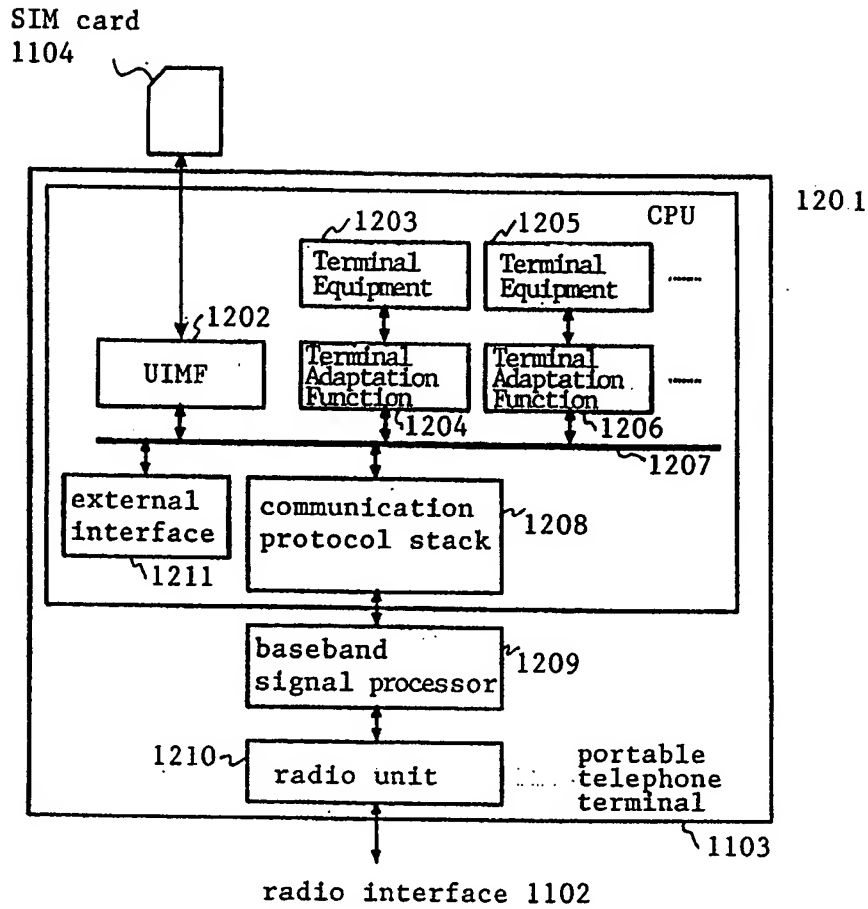 SIM card
1104
120.1
CPU
1203
1205
Terminal
Equipment
Terminal
Equipment
1202
UIMF
Terminal
Adaptation
Function
Terminal
Adaptation
Function
1204
1206
1207
external
interface
1211
communication
protocol stack
1208
baseband
signal processor
1209
1210
radio unit
portable
telephone
terminal
1103
radio interface 1102